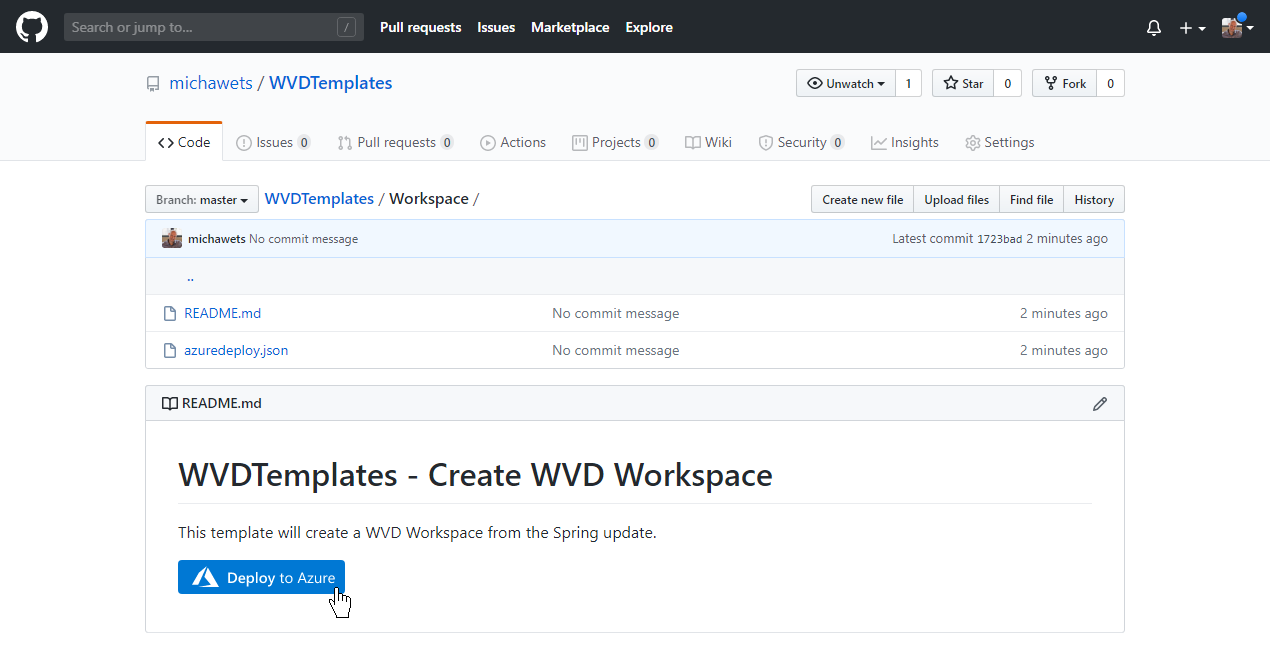 Search or jump to... / Pull requests Issues Marketplace Explore
michawets / WVDTemplates Unwatch 1 Star 0 Fork 0
Code Issues 0 Pull requests 0 Actions Projects 0 Wiki Security 0 Insights Settings
Branch: master WVDTemplates / Workspace / Create new file Upload files Find file History
michawets No commit message Latest commit 1723bad 2 minutes ago
..
README.md No commit message 2 minutes ago
azuredeploy.json No commit message 2 minutes ago
README.md
WVDTemplates - Create WVD Workspace
This template will create a WVD Workspace from the Spring update.
Deploy to Azure